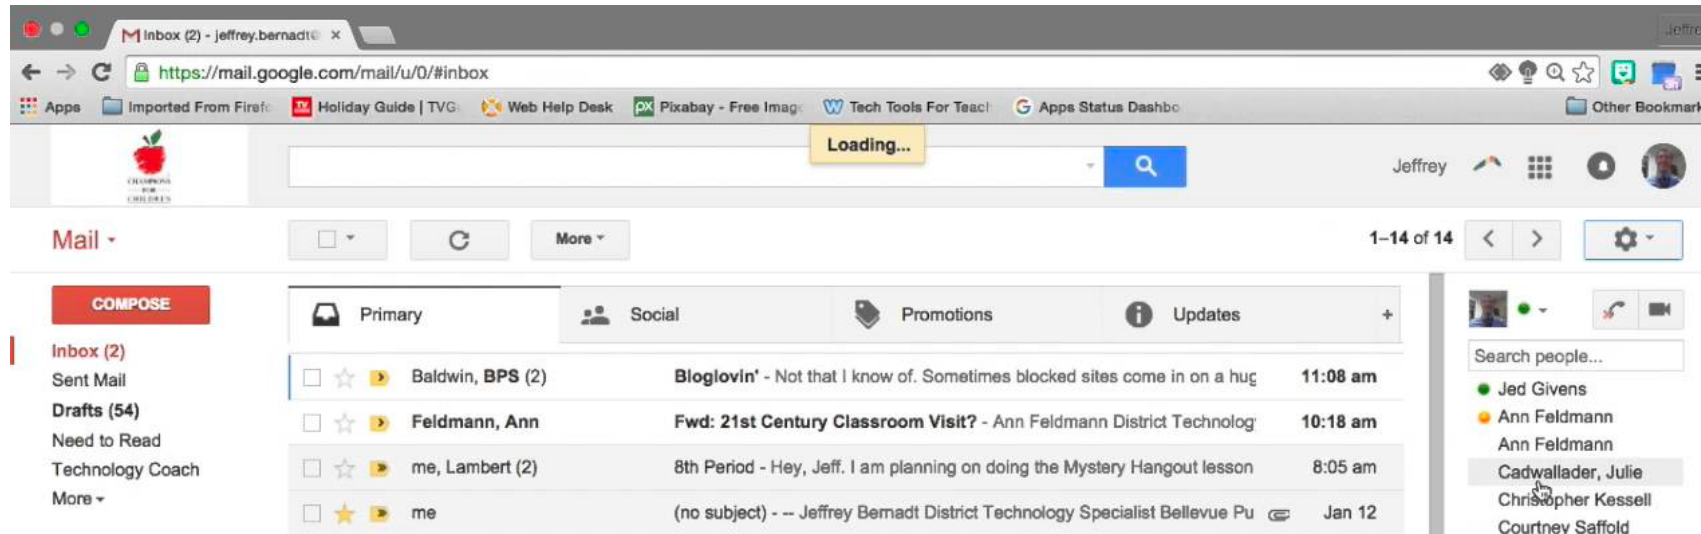 Inbox (2) - jeffrey.bernadt@
Jeffre
https://mail.google.com/mail/u/0/#inbox
Apps Imported From Firefo Holiday Guide | TVG Web Help Desk Pixabay - Free Imag Tech Tools For Teach Apps Status Dashbo Other Bookmark
Loading...
CHAMPIONS
FOR
CHILDREN
Jeffrey
Mail
More
1–14 of 14
COMPOSE
Primary Social Promotions Updates +
Inbox (2)
Sent Mail
Drafts (54)
Need to Read
Technology Coach
More
Baldwin, BPS (2) Bloglovin' - Not that I know of. Sometimes blocked sites come in on a hug 11:08 am
Feldmann, Ann Fwd: 21st Century Classroom Visit? - Ann Feldmann District Technolog 10:18 am
me, Lambert (2) 8th Period - Hey, Jeff. I am planning on doing the Mystery Hangout lesson 8:05 am
me (no subject) - -- Jeffrey Bernadt District Technology Specialist Bellevue Pu Jan 12
Search people...
Jed Givens
Ann Feldmann
Ann Feldmann
Cadwallader, Julie
Christopher Kessell
Courtney Saffold